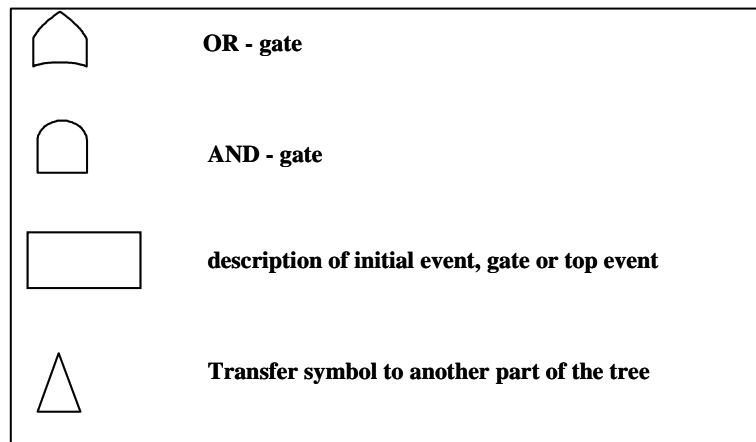 OR - gate
AND - gate
description of initial event, gate or top event
Transfer symbol to another part of the tree